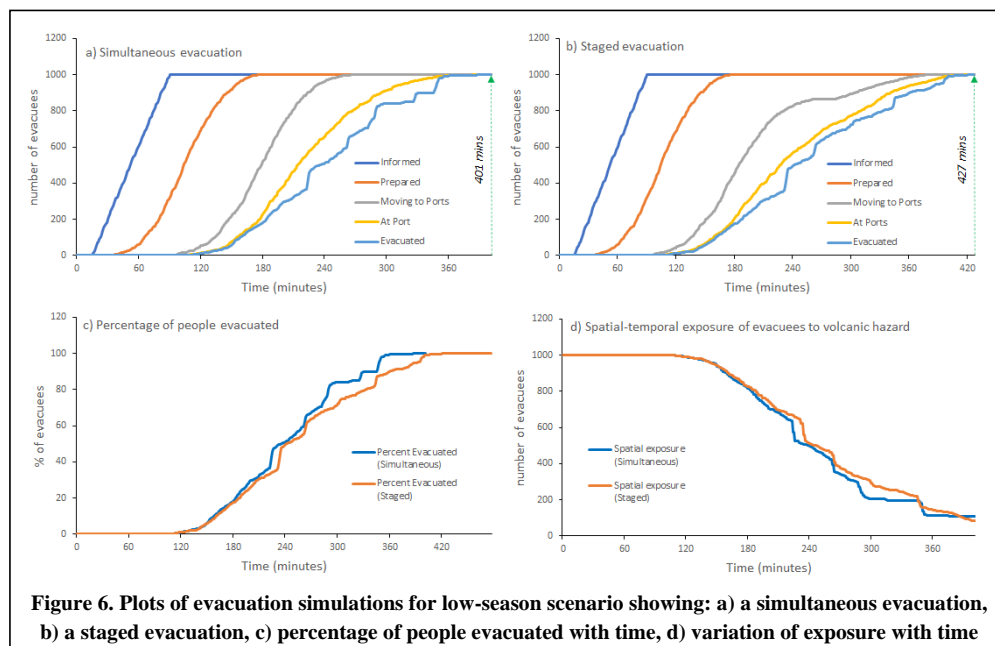 a) Simultaneous evacuation
1200
1000
800
600
400
200
0
number of evacuees
0 60 120 180 240 300 360
Time (minutes)
Informed
Prepared
Moving to Ports
At Port
Evacuated
401 mins
b) Staged evacuation
1200
1000
800
600
400
200
0
number of evacuees
0 60 120 180 240 300 360 420
Time (minutes)
Informed
Prepared
Moving to Ports
At Ports
Evacuated
427 mins
c) Percentage of people evacuated
120
100
80
60
40
20
0
% of evacuees
0 60 120 180 240 300 360 420
Time (minutes)
Percent Evacuated
(Simultaneous)
Percent Evacuated
(Staged)
d) Spatial-temporal exposure of evacuees to volcanic hazard
1200
1000
800
600
400
200
0
number of evacuees
0 60 120 180 240 300 360
Time (minutes)
Spatial exposure
(Simultaneous)
Spatial exposure
(Staged)
Figure 6. Plots of evacuation simulations for low-season scenario showing: a) a simultaneous evacuation,
b) a staged evacuation, c) percentage of people evacuated with time, d) variation of exposure with time